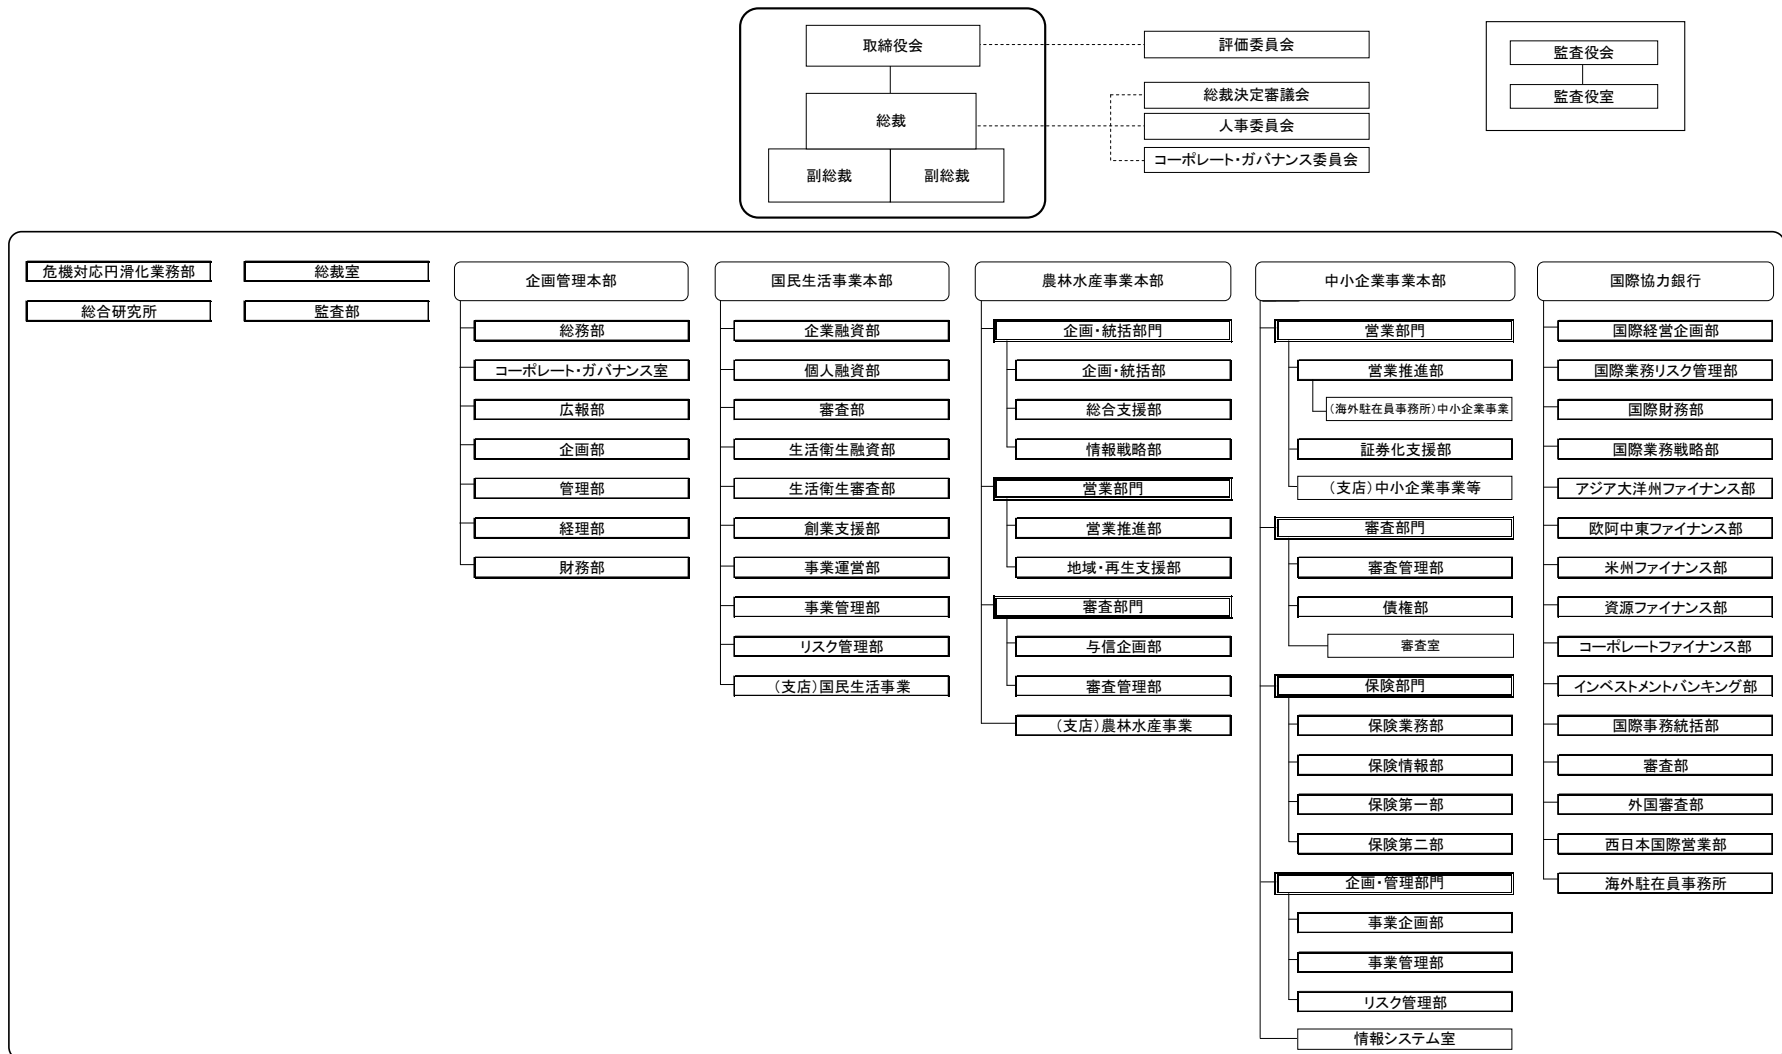 取締役会
評価委員会
監査役会
総裁決定審議会
監査役室
総裁
人事委員会
コーポレート・ガバナンス委員会
副総裁
副総裁
危機対応円滑化業務部
総裁室
総合研究所
監査部
企画管理本部
総務部
コーポレート・ガバナンス室
広報部
企画部
管理部
経理部
財務部
国民生活事業本部
企業融資部
個人融資部
審査部
生活衛生融資部
生活衛生審査部
創業支援部
事業運営部
事業管理部
リスク管理部
(支店)国民生活事業
農林水産事業本部
企画・統括部門
企画・統括部
総合支援部
情報戦略部
営業部門
営業推進部
地域・再生支援部
審査部門
与信企画部
審査管理部
(支店)農林水産事業
中小企業事業本部
営業部門
営業推進部
(海外駐在員事務所)中小企業事業
証券化支援部
(支店)中小企業事業等
審査部門
審査管理部
債権部
審査室
保険部門
保険業務部
保険情報部
保険第一部
保険第二部
企画・管理部門
事業企画部
事業管理部
リスク管理部
情報システム室
国際協力銀行
国際経営企画部
国際業務リスク管理部
国際財務部
国際業務戦略部
アジア大洋州ファイナンス部
欧阿中東ファイナンス部
米州ファイナンス部
資源ファイナンス部
コーポレートファイナンス部
インベストメントバンキング部
国際事務統括部
審査部
外国審査部
西日本国際営業部
海外駐在員事務所